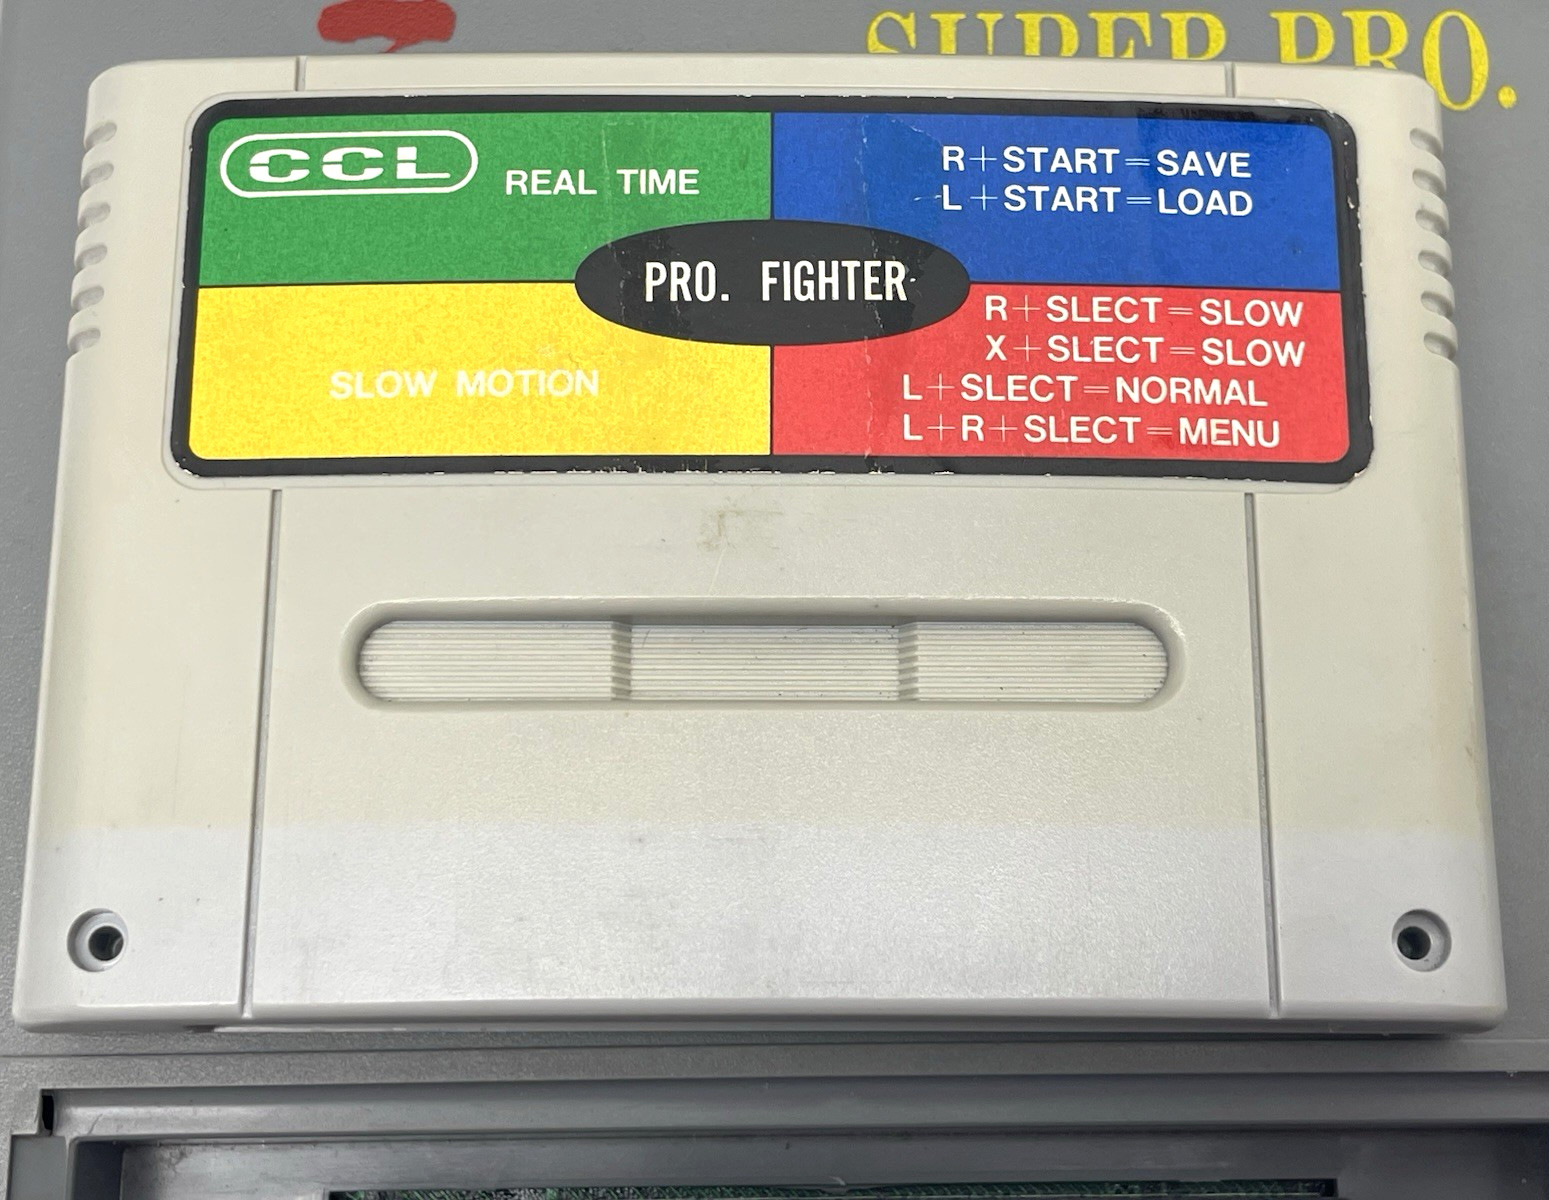 SUPER PRO.
CCL
REAL TIME
R+START=SAVE
L+START=LOAD
PRO. FIGHTER
SLOW MOTION
R+SLECT=SLOW
X+SLECT=SLOW
L+SLECT=NORMAL
L+R+SLECT=MENU